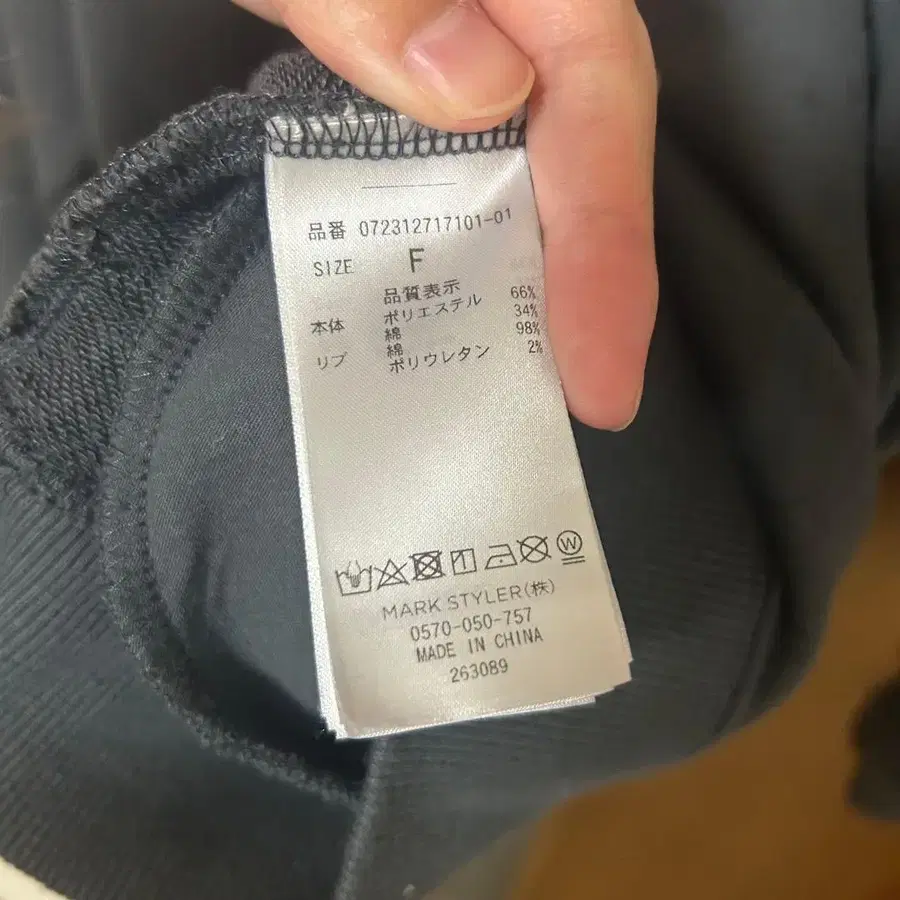 品番 072312717101-01
SIZE F
品質表示
本体 ポリエステル 66%
綿 34%
リブ 綿 98%
ポリウレタン 2%
W
MARK STYLER(株)
0570-050-757
MADE IN CHINA
263089